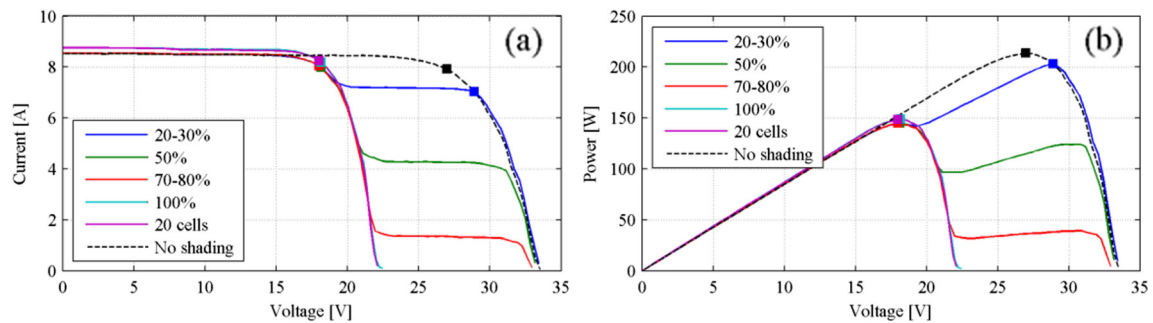 (a)
Current [A]
10
8
6
4
2
0
0 5 10 15 20 25 30 35
Voltage [V]
20-30%
50%
70-80%
100%
20 cells
No shading
(b)
Power [W]
250
200
150
100
50
0
0 5 10 15 20 25 30 35
Voltage [V]
20-30%
50%
70-80%
100%
20 cells
No shading